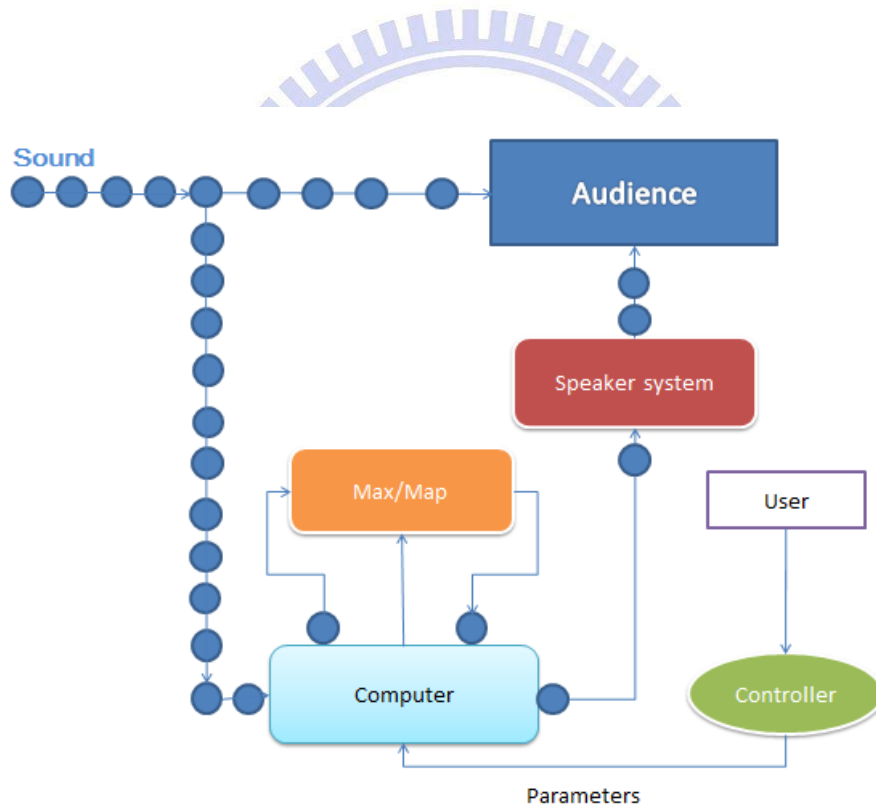 Sound
Audience
Speaker system
Max/Map
User
Computer
Controller
Parameters